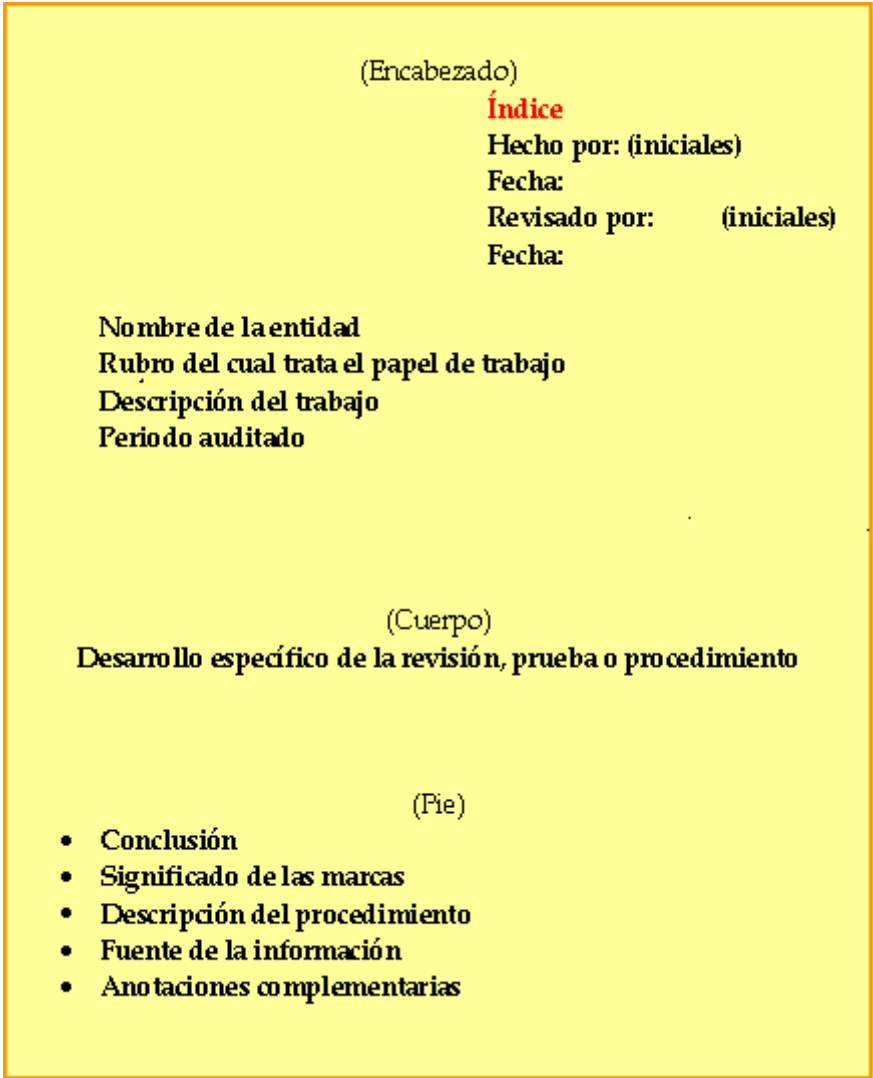 (Encabezado)
Índice
Hecho por: (iniciales)
Fecha:
Revisado por: (iniciales)
Fecha:
Nombre de la entidad
Rubro del cual trata el papel de trabajo
Descripción del trabajo
Periodo auditado
(Cuerpo)
Desarrollo específico de la revisión, prueba o procedimiento
(Pie)
• Conclusión
• Significado de las marcas
• Descripción del procedimiento
• Fuente de la información
• Anotaciones complementarias